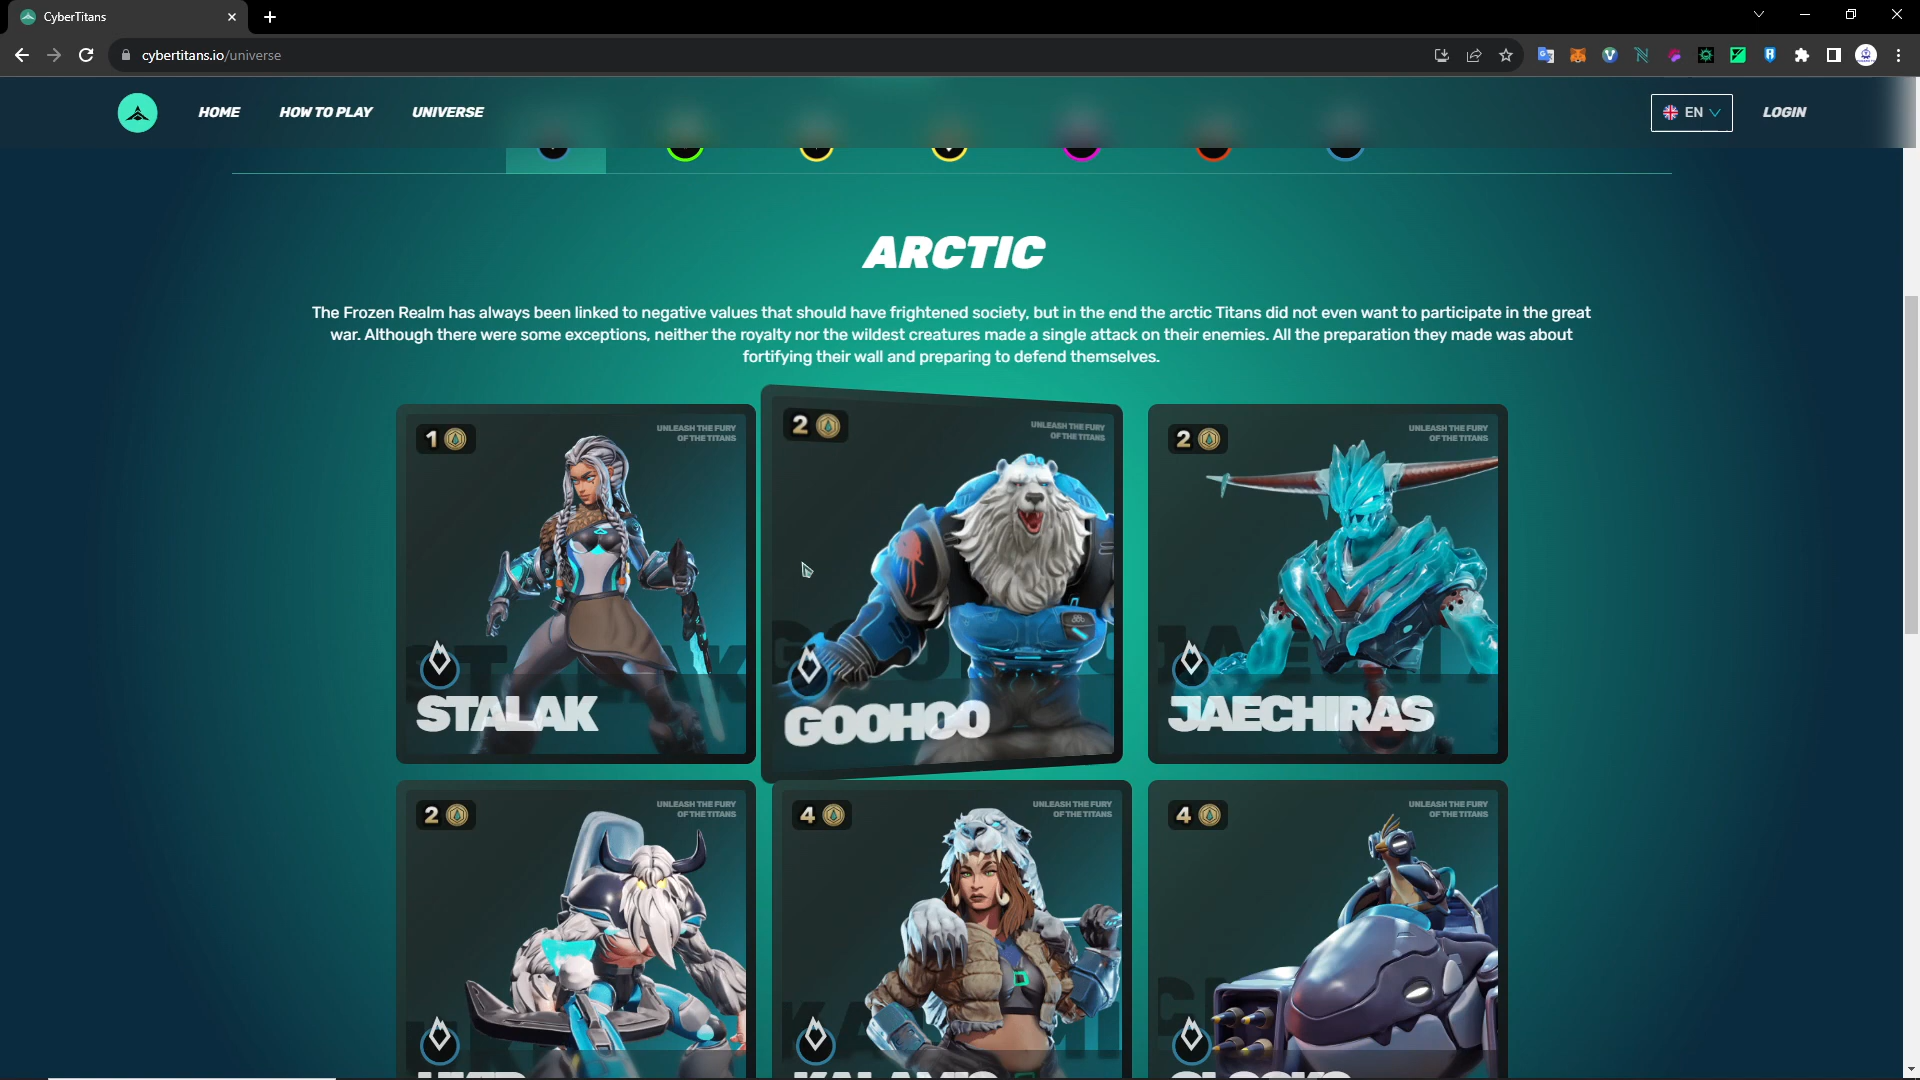 CyberTitans
cybertitans.io/universe
HOME
HOW TO PLAY
UNIVERSE
EN
LOGIN
ARCTIC
The Frozen Realm has always been linked to negative values that should have frightened society, but in the end the arctic Titans did not even want to participate in the great
war. Although there were some exceptions, neither the royalty nor the wildest creatures made a single attack on their enemies. All the preparation they made was about
fortifying their wall and preparing to defend themselves.
1
UNLEASH THE FURY
OF THE TITANS
STALAK
STALAK
2
UNLEASH THE FURY
OF THE TITANS
GOOHOO
2
UNLEASH THE FURY
OF THE TITANS
JAECHIRAS
2
UNLEASH THE FURY
OF THE TITANS
4
UNLEASH THE FURY
OF THE TITANS
4
UNLEASH THE FURY
OF THE TITANS